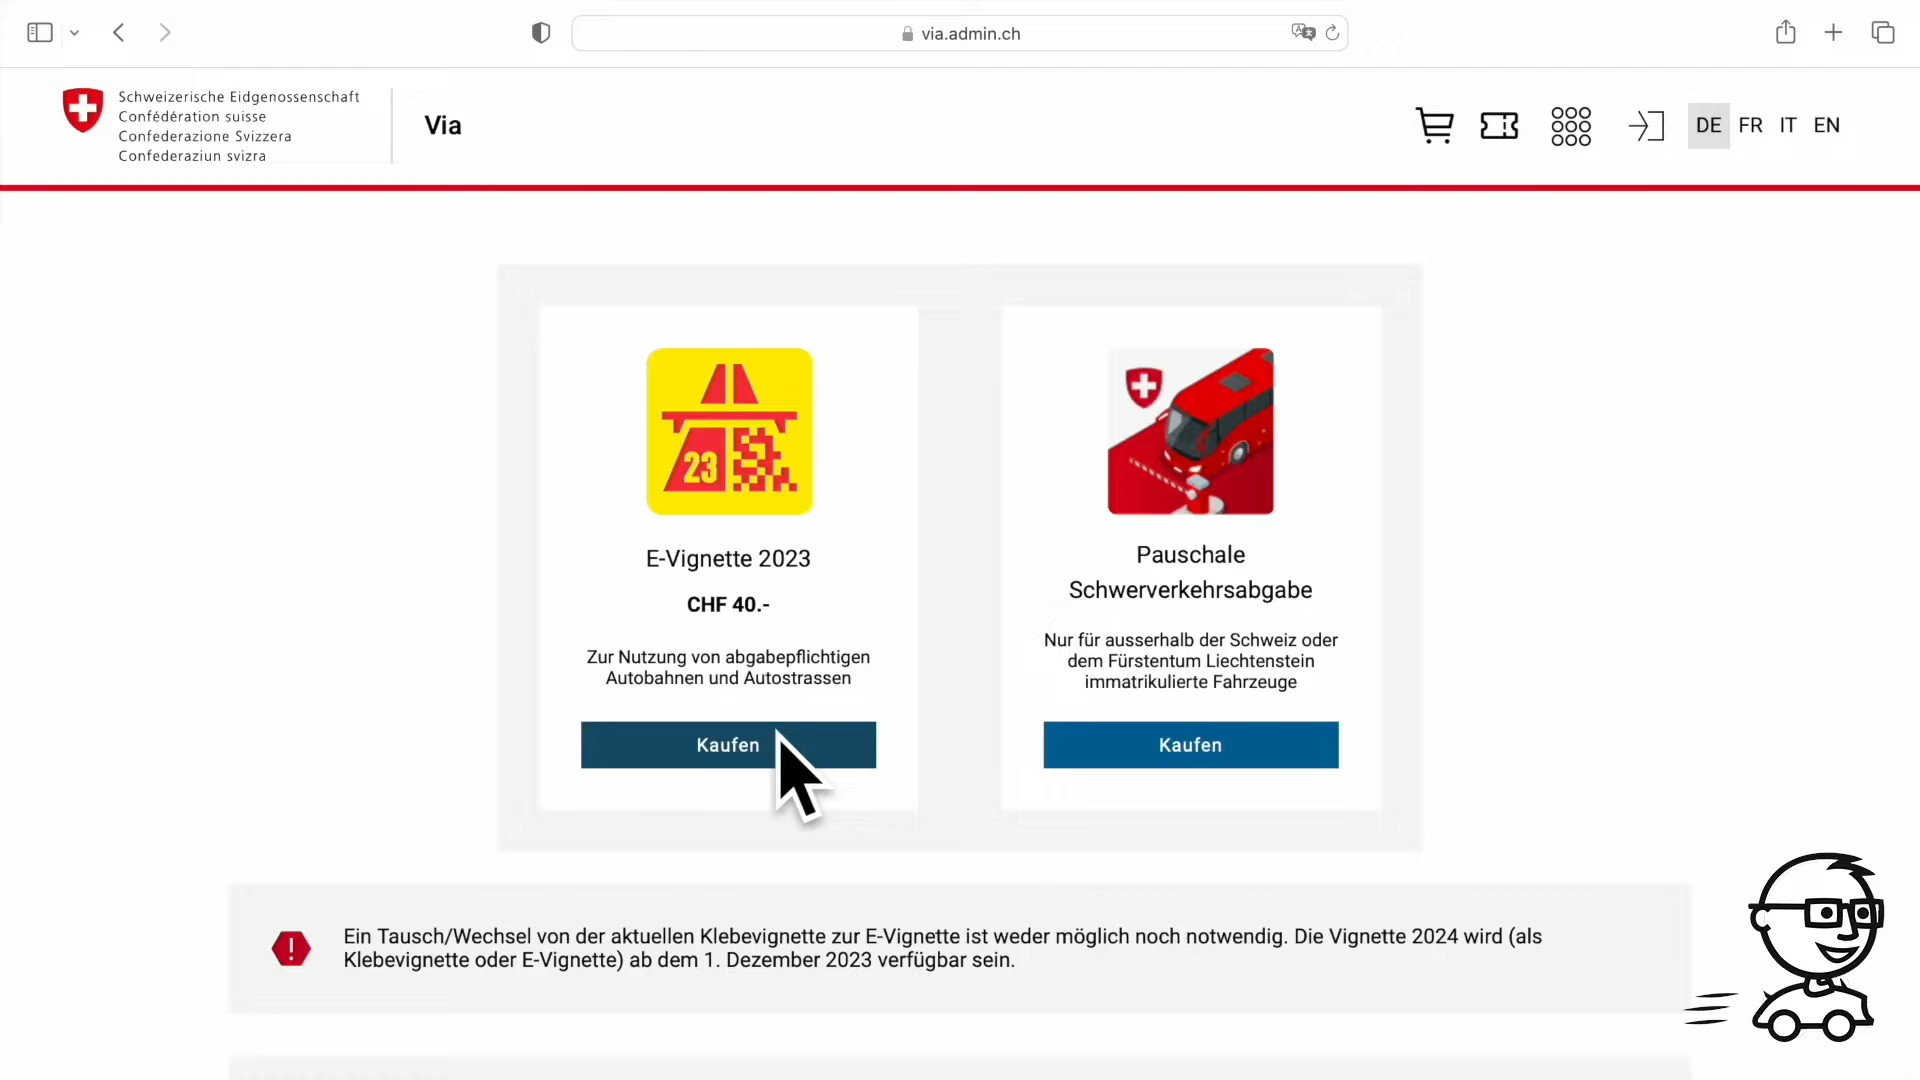 via.admin.ch
Schweizerische Eidgenossenschaft
Confédération suisse
Confederazione Svizzera
Confederaziun svizra
Via
DE FR IT EN
23
E-Vignette 2023
CHF 40.-
Zur Nutzung von abgabepflichtigen
Autobahnen und Autostrassen
Kaufen
Pauschale
Schwerverkehrsabgabe
Nur für ausserhalb der Schweiz oder
dem Fürstentum Liechtenstein
immatrikulierte Fahrzeuge
Kaufen
Ein Tausch/Wechsel von der aktuellen Klebevignette zur E-Vignette ist weder möglich noch notwendig. Die Vignette 2024 wird (als
Klebevignette oder E-Vignette) ab dem 1. Dezember 2023 verfügbar sein.